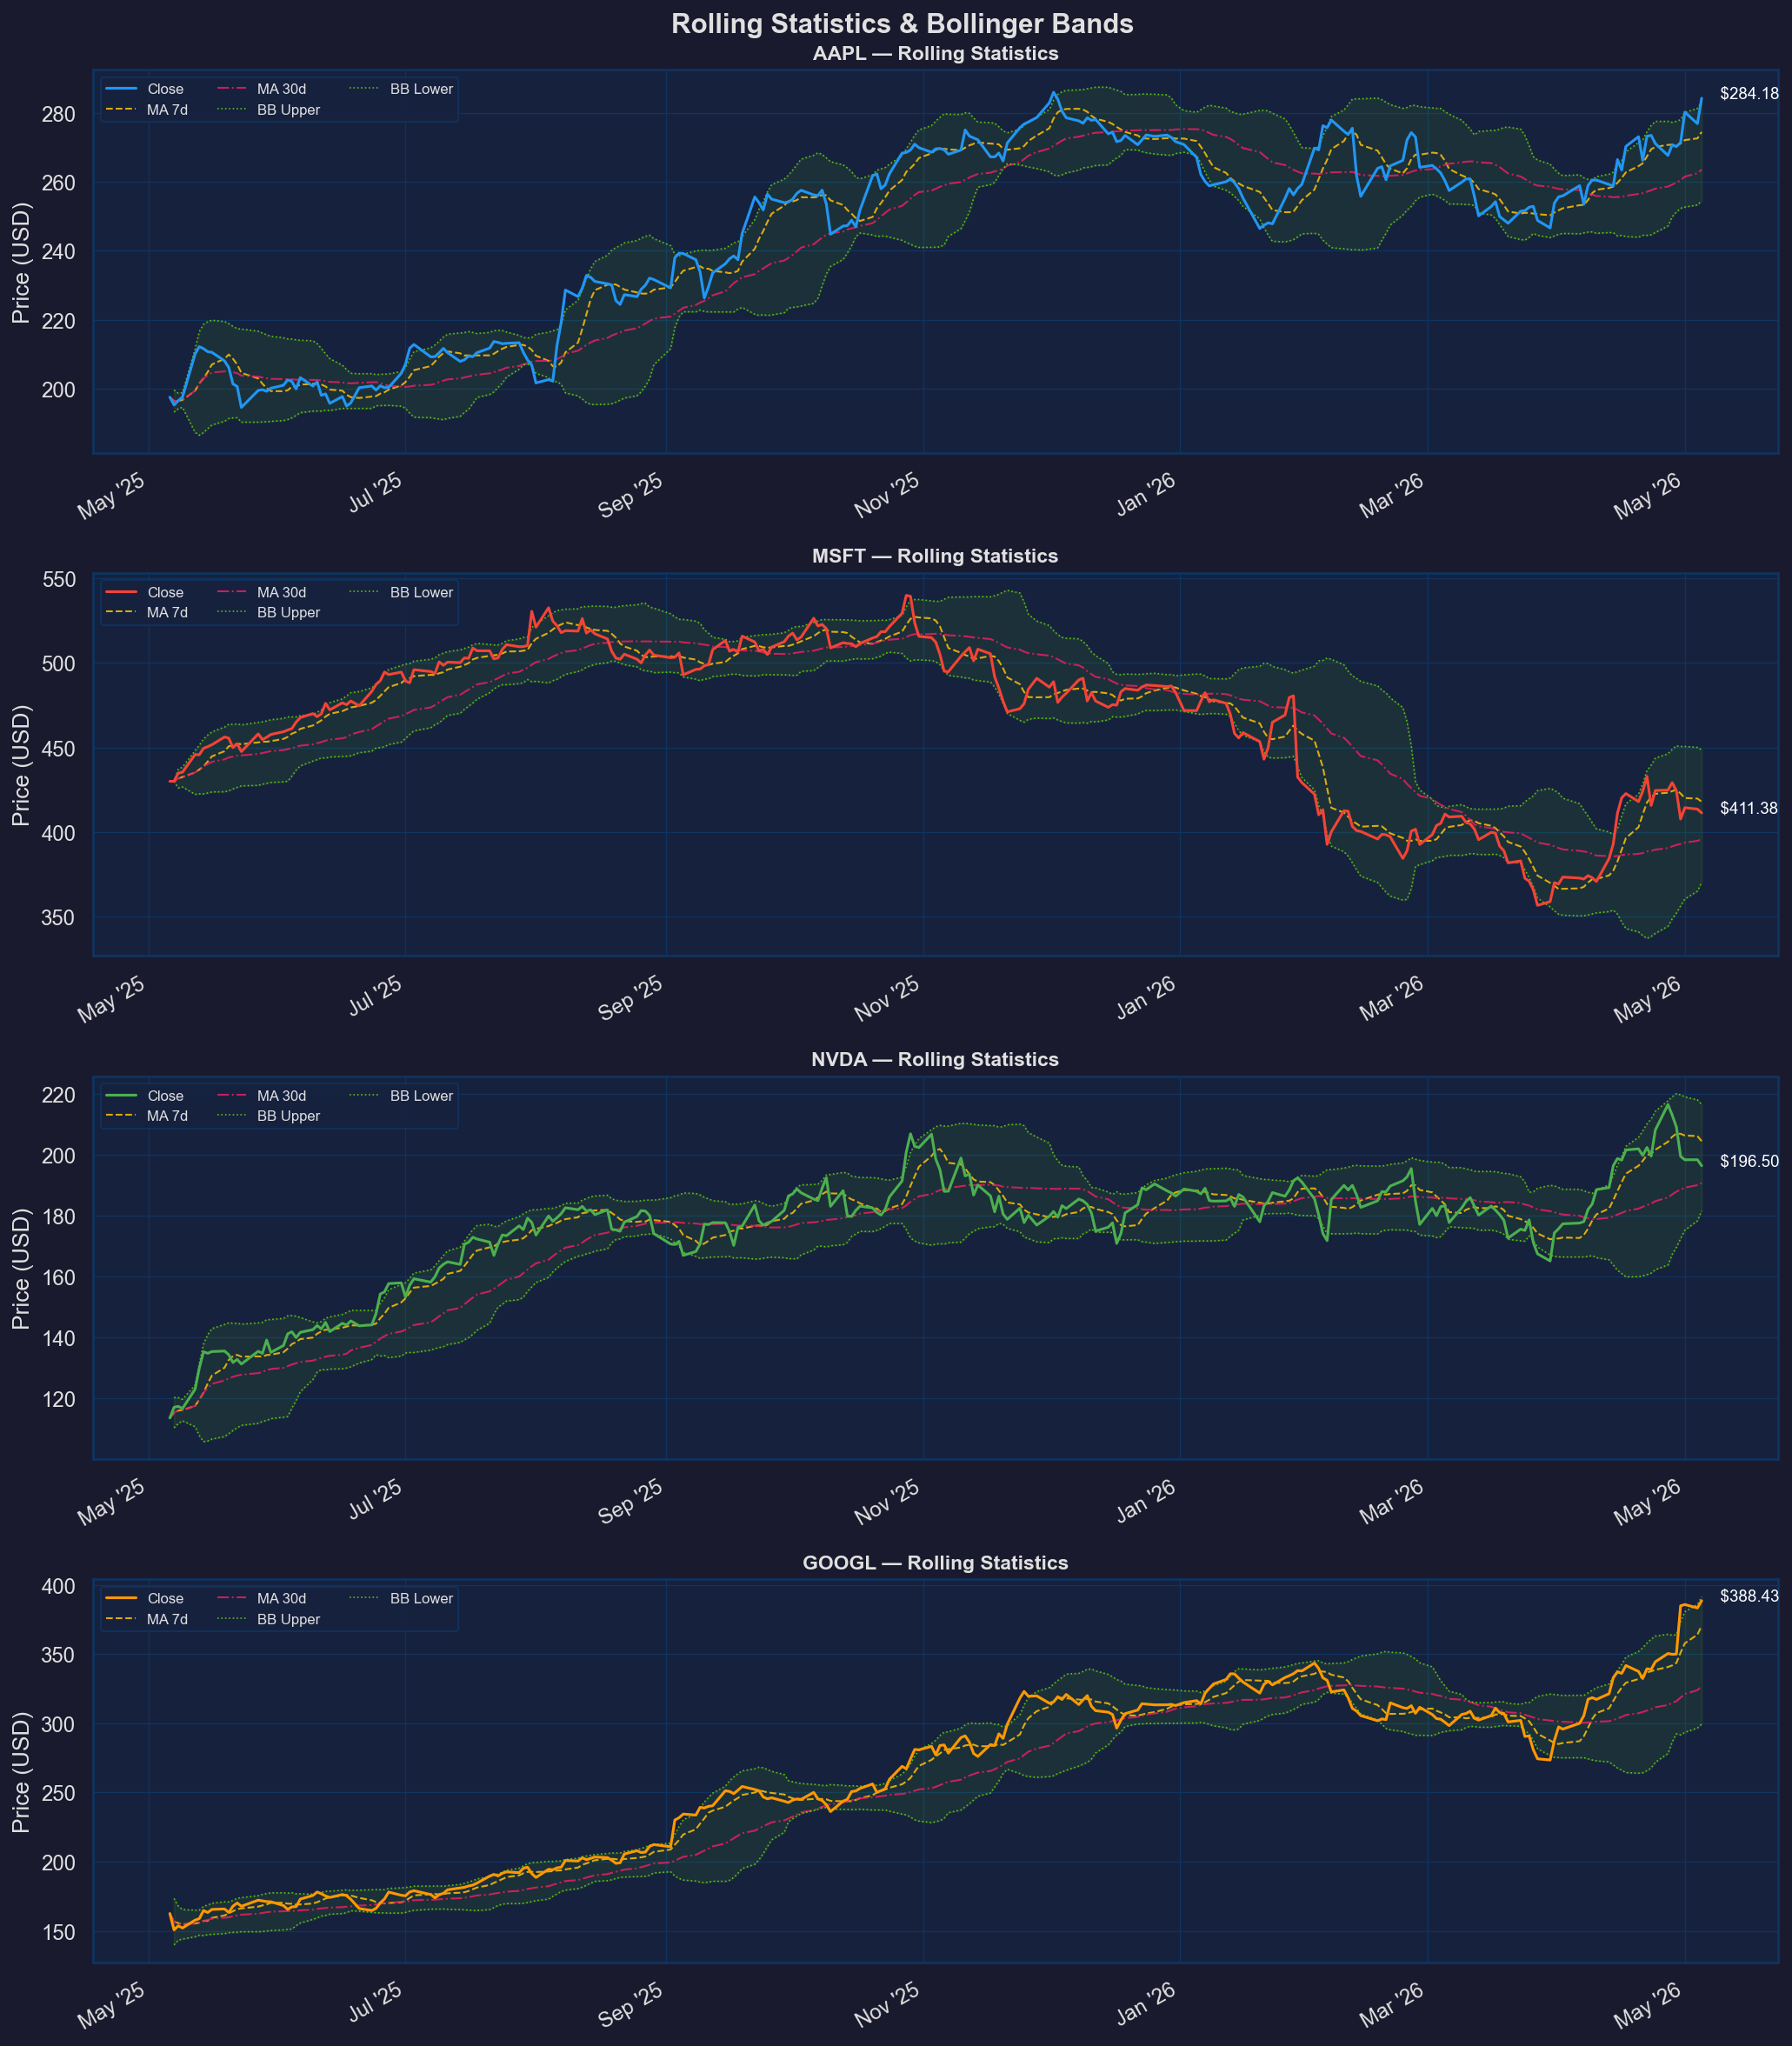 Rolling Statistics & Bollinger Bands
AAPL — Rolling Statistics
Close MA 30d BB Lower
MA 7d BB Upper
$284.18
280
260
240
220
200
Price (USD)
May '25 Jul '25 Sep '25 Nov '25 Jan '26 Mar '26 May '26
MSFT — Rolling Statistics
Close MA 30d BB Lower
MA 7d BB Upper
550
500
450
400
350
$411.38
Price (USD)
May '25 Jul '25 Sep '25 Nov '25 Jan '26 Mar '26 May '26
NVDA — Rolling Statistics
Close MA 30d BB Lower
MA 7d BB Upper
220
200
180
160
140
120
$196.50
Price (USD)
May '25 Jul '25 Sep '25 Nov '25 Jan '26 Mar '26 May '26
GOOGL — Rolling Statistics
Close MA 30d BB Lower
MA 7d BB Upper
$388.43
400
350
300
250
200
150
Price (USD)
May '25 Jul '25 Sep '25 Nov '25 Jan '26 Mar '26 May '26